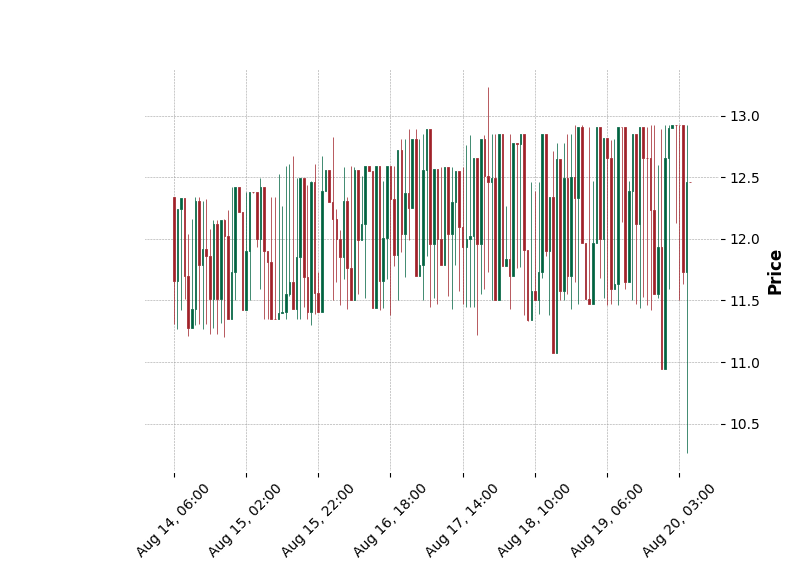 13.0
12.5
12.0
11.5
11.0
10.5
Price
Aug 14, 06:00
Aug 15, 02:00
Aug 15, 22:00
Aug 16, 18:00
Aug 17, 14:00
Aug 18, 10:00
Aug 19, 06:00
Aug 20, 03:00